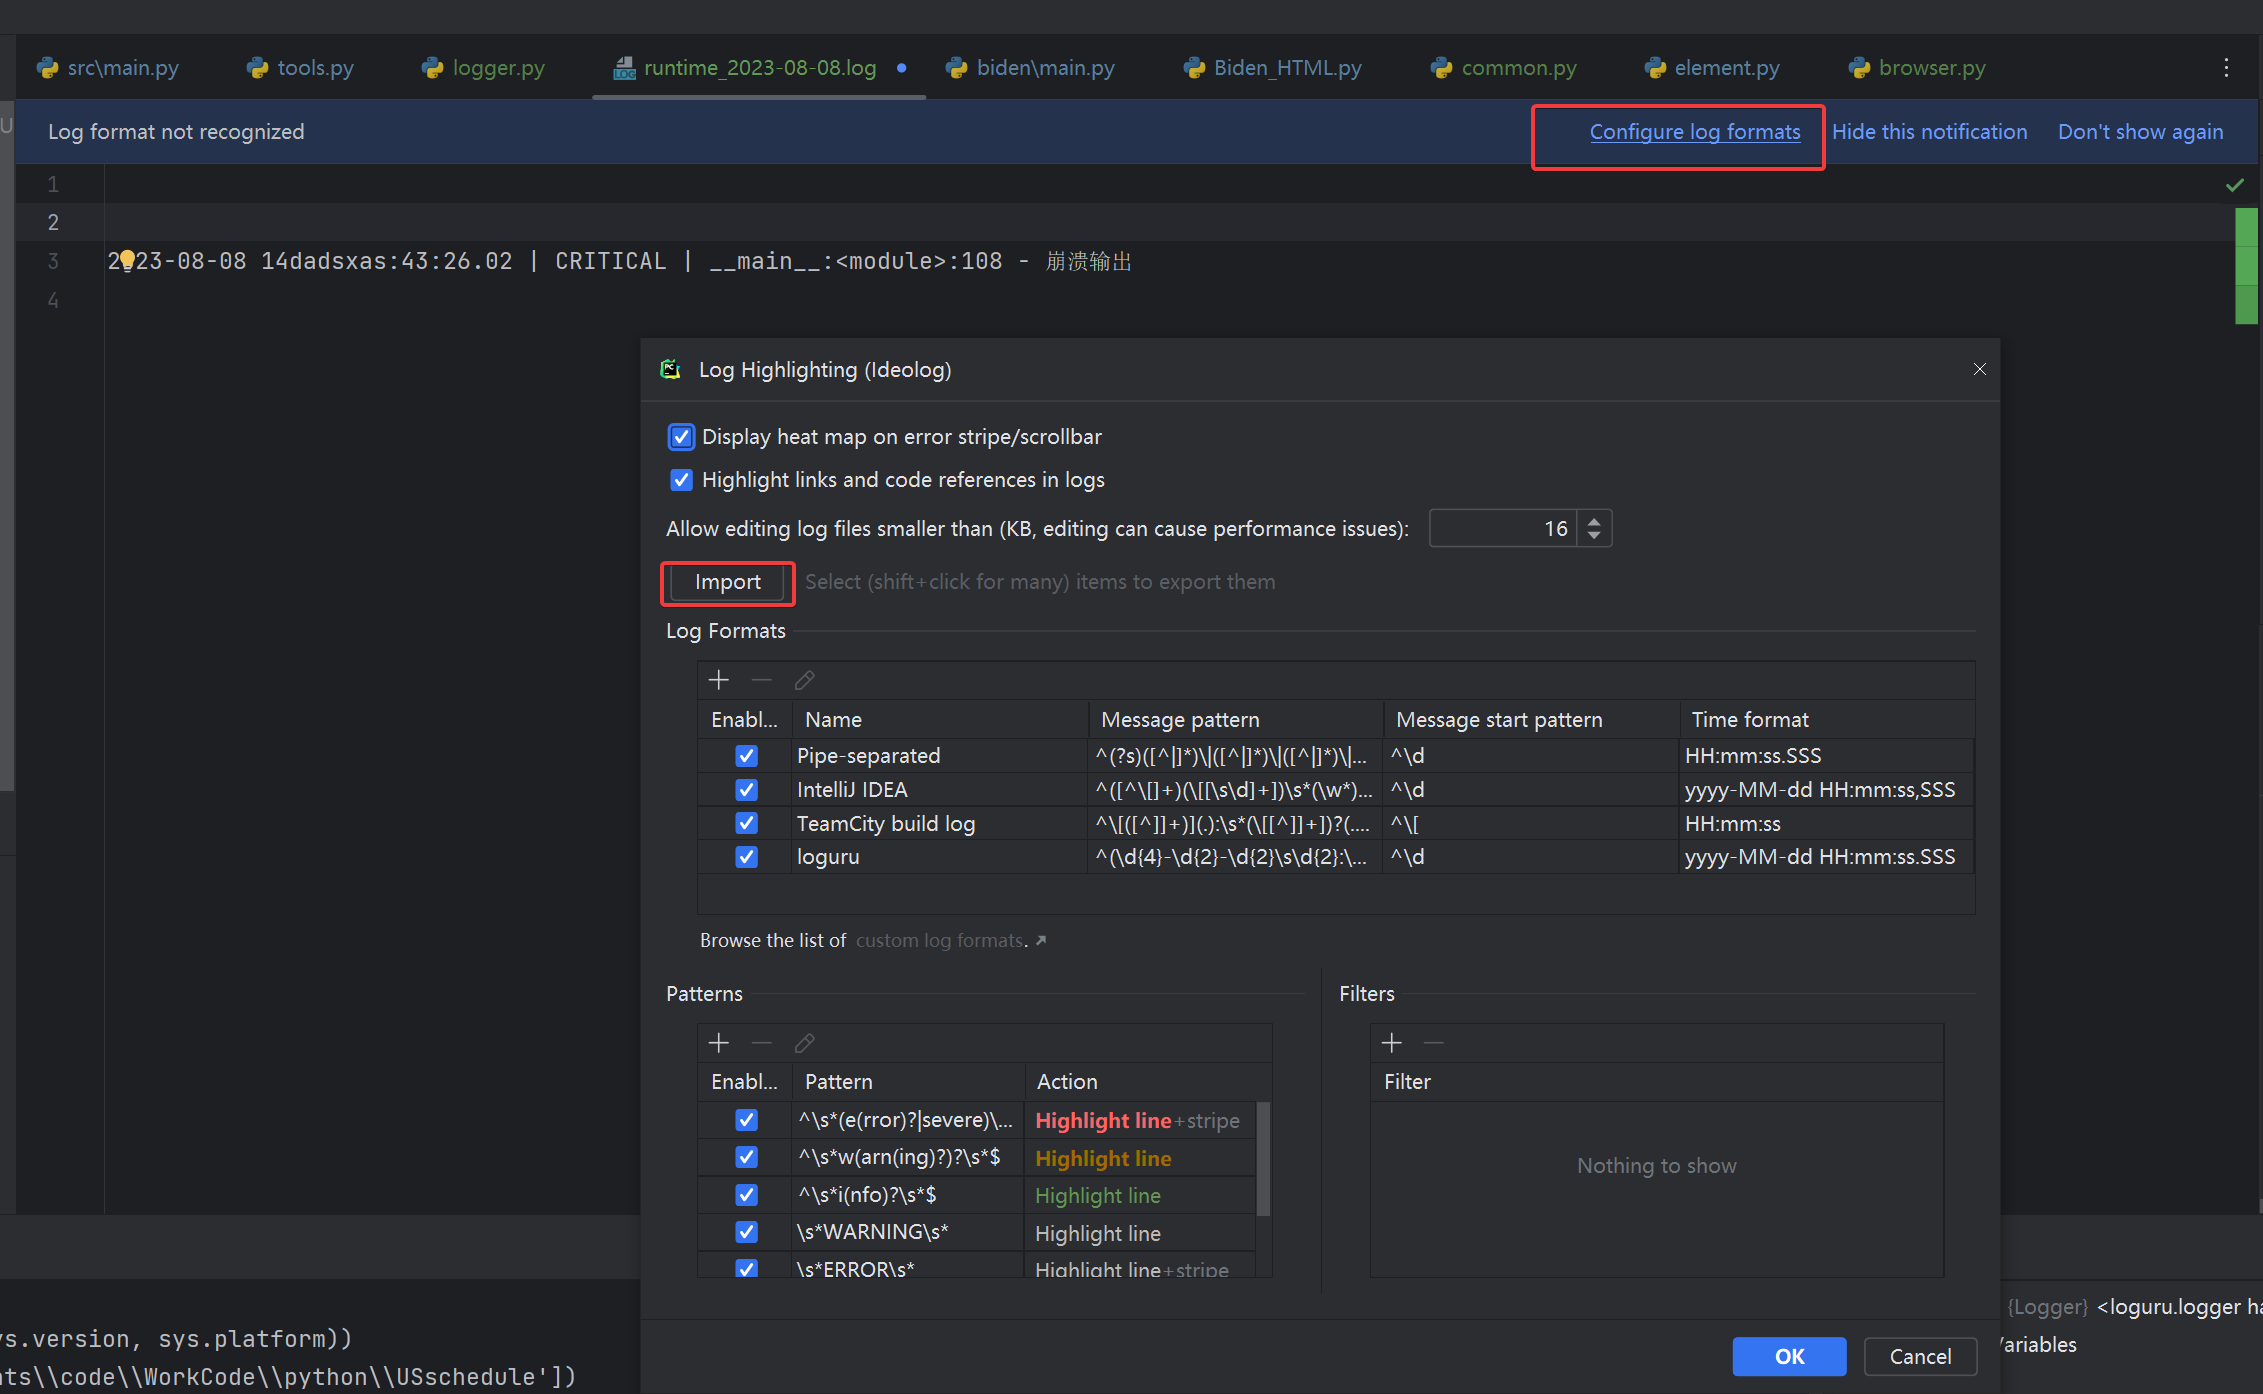 src\main.py tools.py logger.py runtime_2023-08-08.log biden\main.py Biden_HTML.py common.py element.py browser.py
U
Log format not recognized Configure log formats Hide this notification Don't show again
1
2
3 2023-08-08 14dadsxas:43:26.02 | CRITICAL | __main__:<module>:108 - 崩溃输出
4
Log Highlighting (Ideolog)
Display heat map on error stripe/scrollbar
Highlight links and code references in logs
Allow editing log files smaller than (KB, editing can cause performance issues): 16
Import Select (shift+click for many) items to export them
Log Formats
Enabl... Name Message pattern Message start pattern Time format
Pipe-separated ^(?s)([^|]*)\|([^|]*)\|... ^\d HH:mm:ss.SSS
IntelliJ IDEA ^([^\[]+)(\[[\s\d]+])\s*(\w*)... ^\d yyyy-MM-dd HH:mm:ss,SSS
TeamCity build log ^\[([^]]+)](.):\s*(\[[^]]+])?(.... ^\[ HH:mm:ss
loguru ^(\d{4}-\d{2}-\d{2}\s\d{2}:\... ^\d yyyy-MM-dd HH:mm:ss.SSS
Browse the list of custom log formats.
Patterns
Enabl... Pattern Action
^\s*(e(rror)?|severe)\... Highlight line+stripe
^\s*w(arn(ing)?)?\s*$ Highlight line
^\s*i(nfo)?\s*$ Highlight line
\s*WARNING\s* Highlight line
\s*ERROR\s* Highlight line+stripe
Filters
Filter
Nothing to show
OK Cancel
ys.version, sys.platform))
nts\\code\\WorkCode\\python\\USschedule'])
{Logger} <loguru.logger ha
Variables